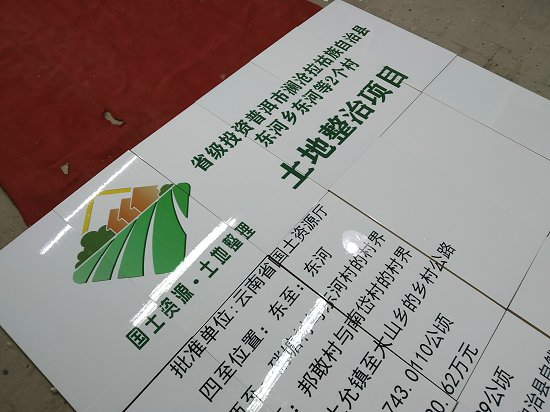 省级投资普洱市澜沧拉祜族自治县
东河乡东河等2个村
土地整治项目
国土资源·土地整理
批准单位:云南省国土资源厅
四至位置:东至:东河
东河村的村界
邦敢村与南岱村的村界
允镇至大山乡的乡村公路
743.0110公顷
.62万元
公顷
治县自